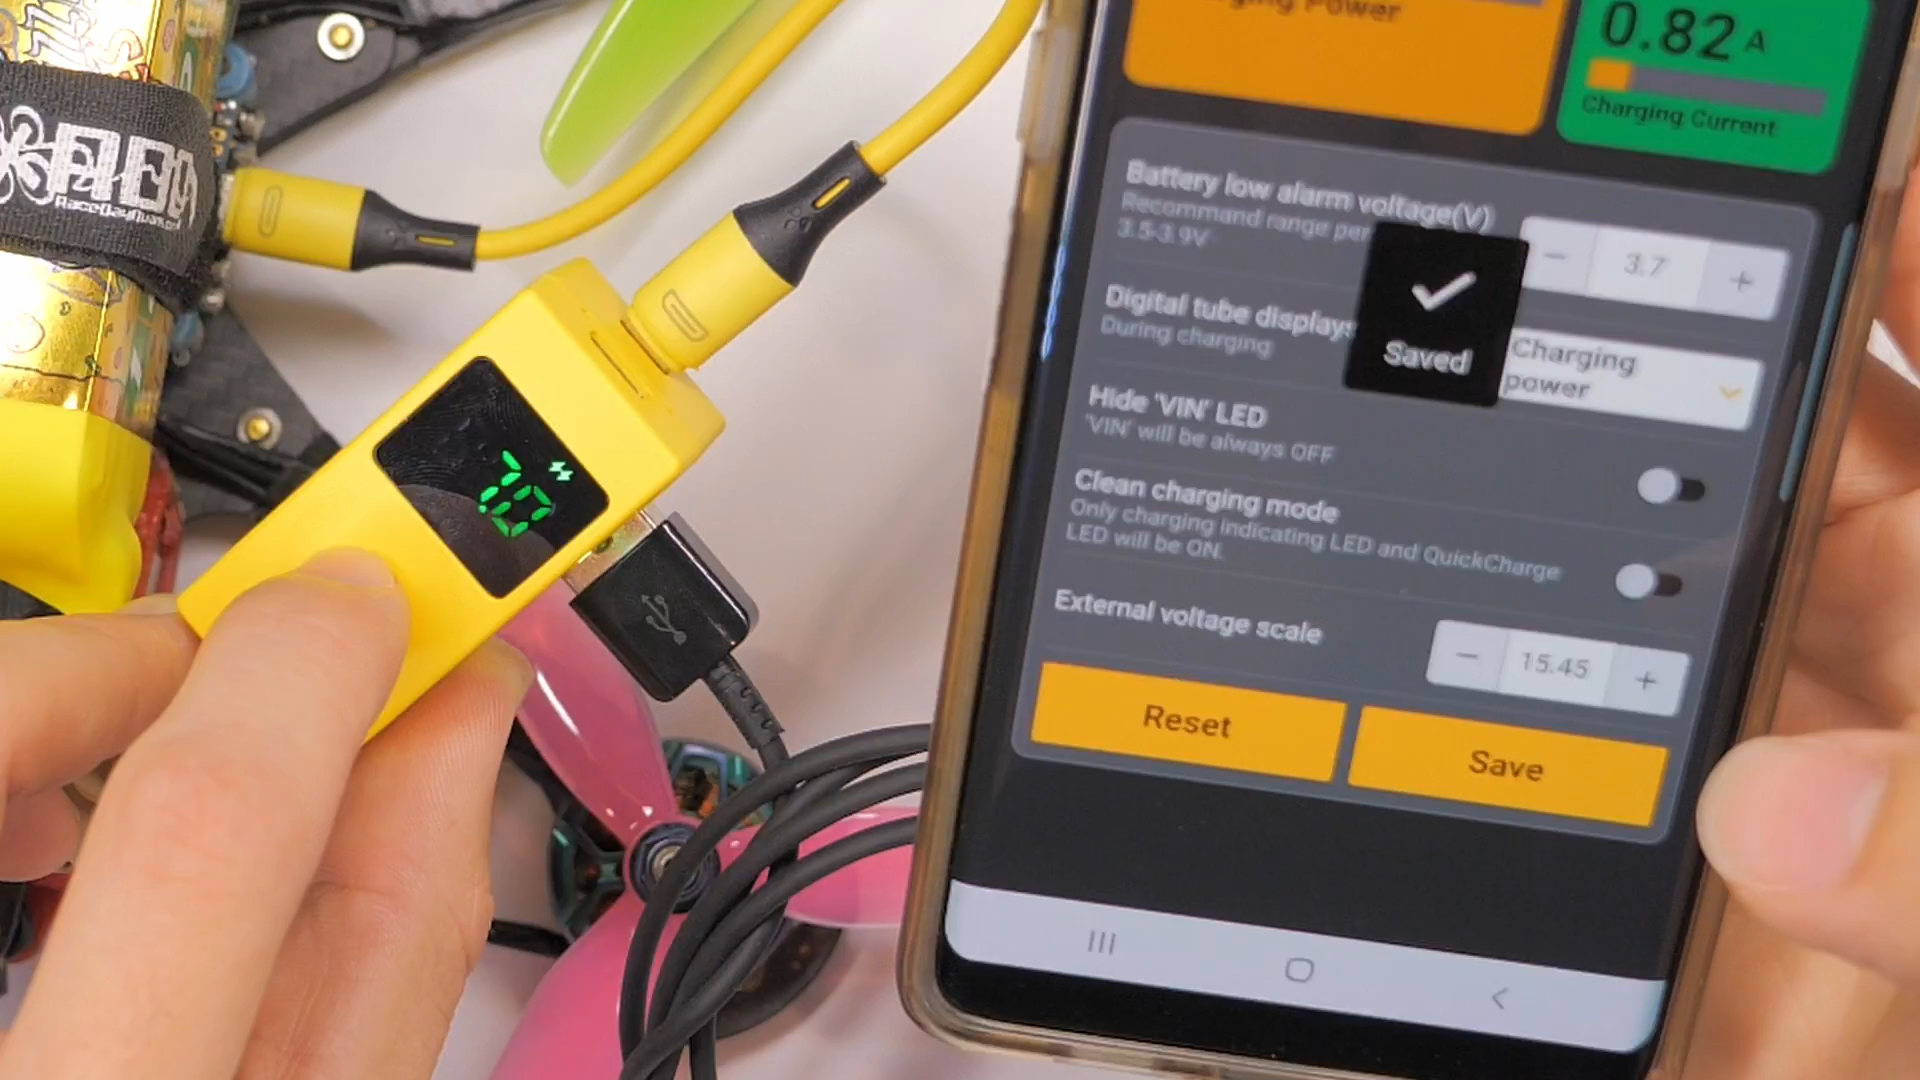 Power
0.82 A
Charging Current
Battery low alarm voltage(V)
Recommand range per
3.5-3.9V
3.7
Digital tube displays
During charging
Saved
Charging
power
Hide 'VIN' LED
'VIN' will be always OFF
Clean charging mode
Only charging indicating LED and QuickCharge
LED will be ON.
External voltage scale
15.45
Reset
Save